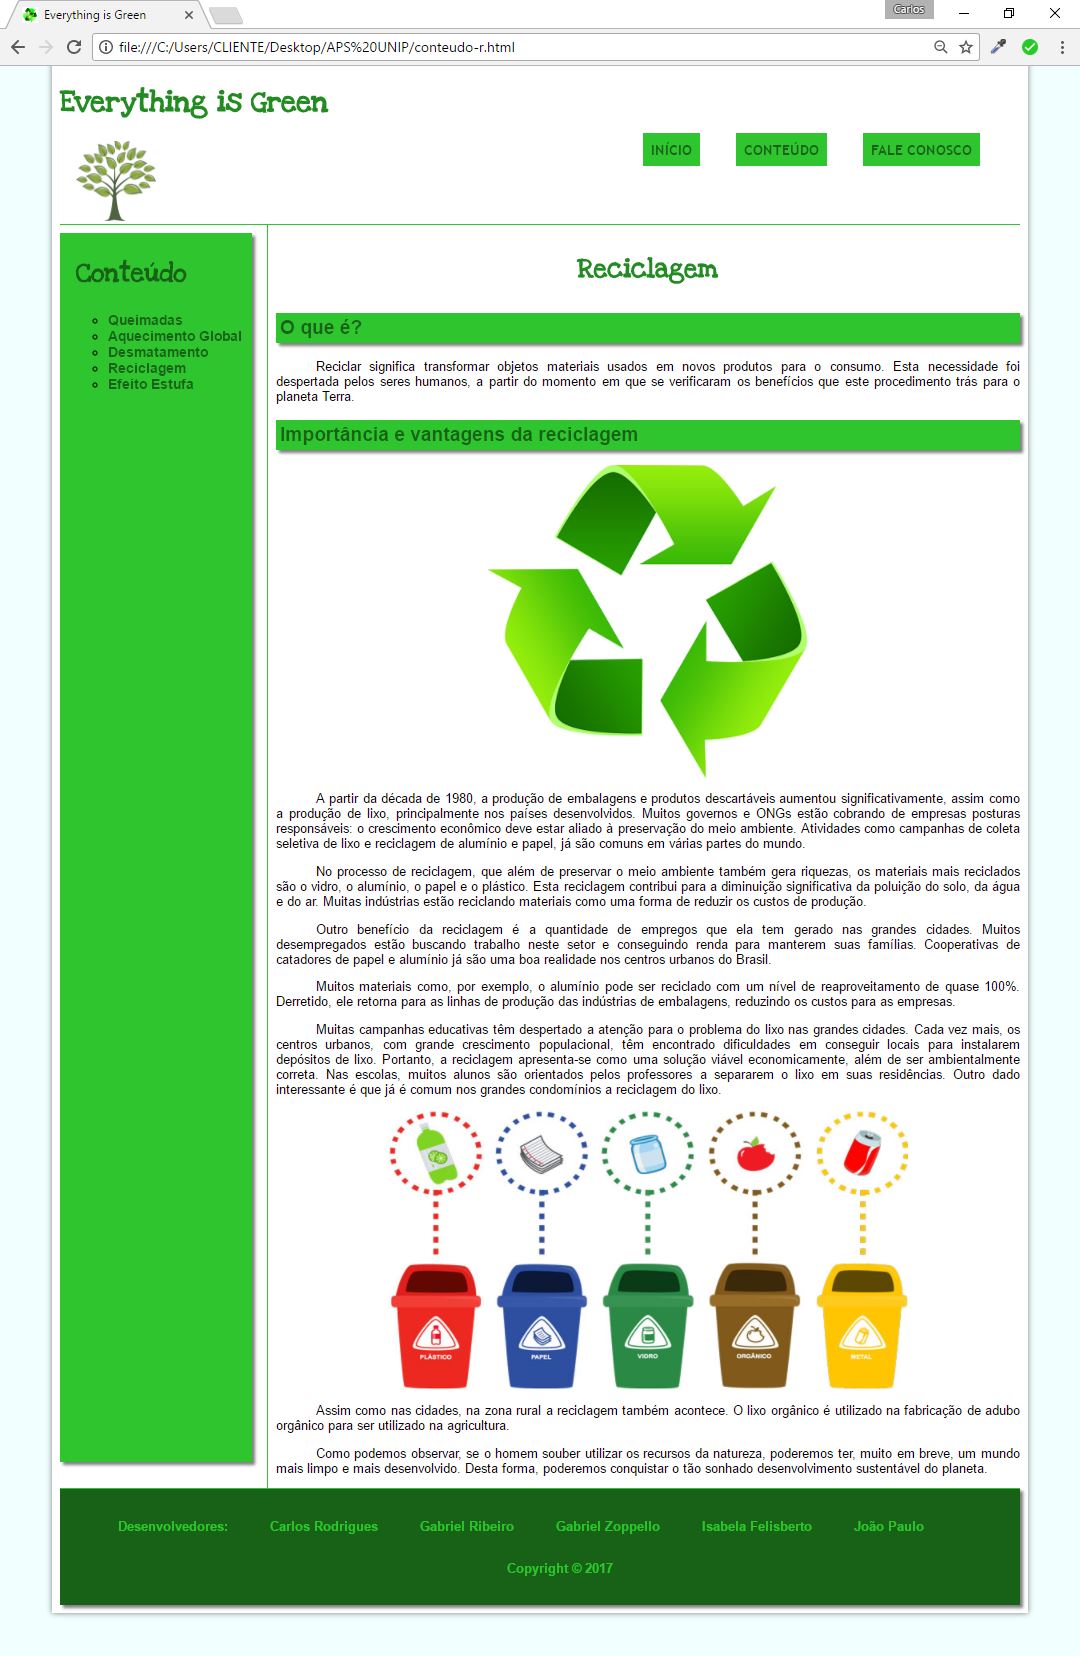 Everything is Green
Carlos
file:///C:/Users/CLIENTE/Desktop/APS%20UNIP/conteudo-r.html
Everything is Green
INÍCIO CONTEÚDO FALE CONOSCO
Conteúdo
Queimadas
Aquecimento Global
Desmatamento
Reciclagem
Efeito Estufa
Reciclagem
O que é?
Reciclar significa transformar objetos materiais usados em novos produtos para o consumo. Esta necessidade foi
despertada pelos seres humanos, a partir do momento em que se verificaram os benefícios que este procedimento trás para o
planeta Terra.
Importância e vantagens da reciclagem
A partir da década de 1980, a produção de embalagens e produtos descartáveis aumentou significativamente, assim como
a produção de lixo, principalmente nos países desenvolvidos. Muitos governos e ONGs estão cobrando de empresas posturas
responsáveis: o crescimento econômico deve estar aliado à preservação do meio ambiente. Atividades como campanhas de coleta
seletiva de lixo e reciclagem de alumínio e papel, já são comuns em várias partes do mundo.
No processo de reciclagem, que além de preservar o meio ambiente também gera riquezas, os materiais mais reciclados
são o vidro, o alumínio, o papel e o plástico. Esta reciclagem contribui para a diminuição significativa da poluição do solo, da água
e do ar. Muitas indústrias estão reciclando materiais como uma forma de reduzir os custos de produção.
Outro benefício da reciclagem é a quantidade de empregos que ela tem gerado nas grandes cidades. Muitos
desempregados estão buscando trabalho neste setor e conseguindo renda para manterem suas famílias. Cooperativas de
catadores de papel e alumínio já são uma boa realidade nos centros urbanos do Brasil.
Muitos materiais como, por exemplo, o alumínio pode ser reciclado com um nível de reaproveitamento de quase 100%.
Derretido, ele retorna para as linhas de produção das indústrias de embalagens, reduzindo os custos para as empresas.
Muitas campanhas educativas têm despertado a atenção para o problema do lixo nas grandes cidades. Cada vez mais, os
centros urbanos, com grande crescimento populacional, têm encontrado dificuldades em conseguir locais para instalarem
depósitos de lixo. Portanto, a reciclagem apresenta-se como uma solução viável economicamente, além de ser ambientalmente
correta. Nas escolas, muitos alunos são orientados pelos professores a separarem o lixo em suas residências. Outro dado
interessante é que já é comum nos grandes condomínios a reciclagem do lixo.
PLÁSTICO PAPEL VIDRO ORGÂNICO METAL
Assim como nas cidades, na zona rural a reciclagem também acontece. O lixo orgânico é utilizado na fabricação de adubo
orgânico para ser utilizado na agricultura.
Como podemos observar, se o homem souber utilizar os recursos da natureza, poderemos ter, muito em breve, um mundo
mais limpo e mais desenvolvido. Desta forma, poderemos conquistar o tão sonhado desenvolvimento sustentável do planeta.
Desenvolvedores: Carlos Rodrigues Gabriel Ribeiro Gabriel Zoppello Isabela Felisberto João Paulo
Copyright © 2017